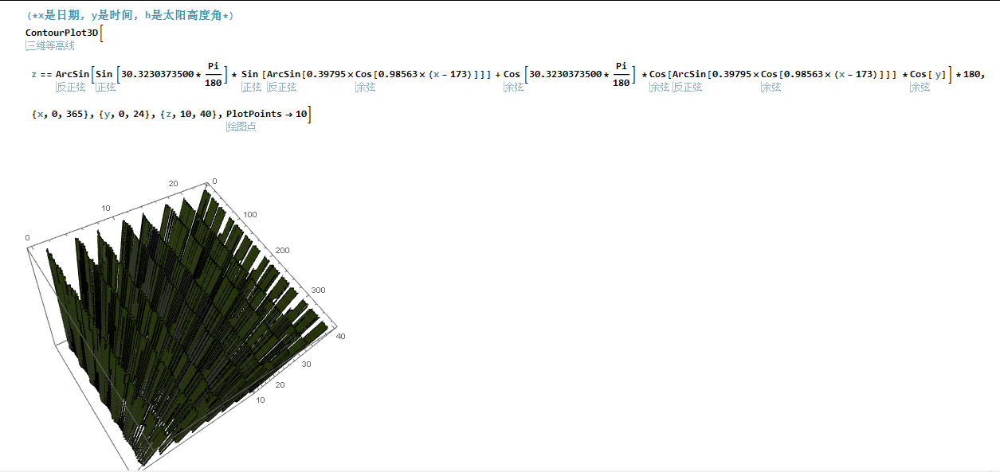 (*x是日期，y是时间，h是太阳高度角*)
ContourPlot3D[
三维等高线
z == ArcSin[Sin[30.3230373500*Pi/180] * Sin[ArcSin[0.39795×Cos[0.98563×(x-173)]]] + Cos[30.3230373500*Pi/180] *Cos[ArcSin[0.39795×Cos[0.98563×(x-173)]]] *Cos[ y]]*180,
反正弦 正弦 正弦 反正弦 余弦 余弦 余弦 反正弦 余弦 余弦
{x, 0, 365}, {y, 0, 24}, {z, 10, 40}, PlotPoints → 10]
绘图点
20
0
10
100
0
200
300
40
30
20
10